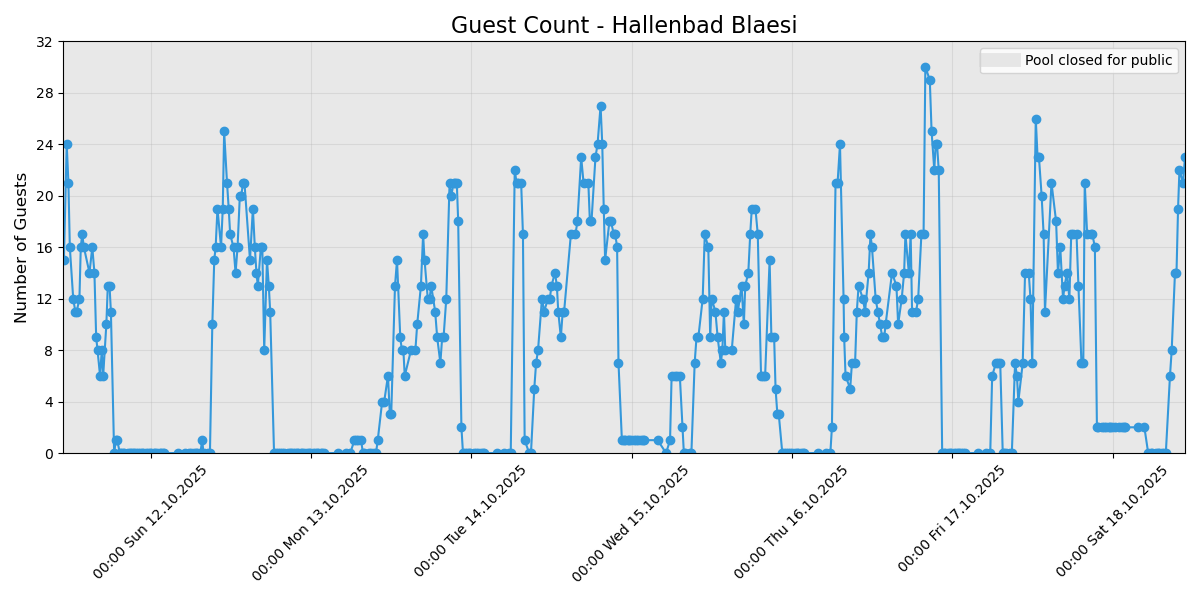 Guest Count - Hallenbad Blaesi
Number of Guests
32
28
24
20
16
12
8
4
0
Pool closed for public
00:00 Sun 12.10.2025
00:00 Mon 13.10.2025
00:00 Tue 14.10.2025
00:00 Wed 15.10.2025
00:00 Thu 16.10.2025
00:00 Fri 17.10.2025
00:00 Sat 18.10.2025